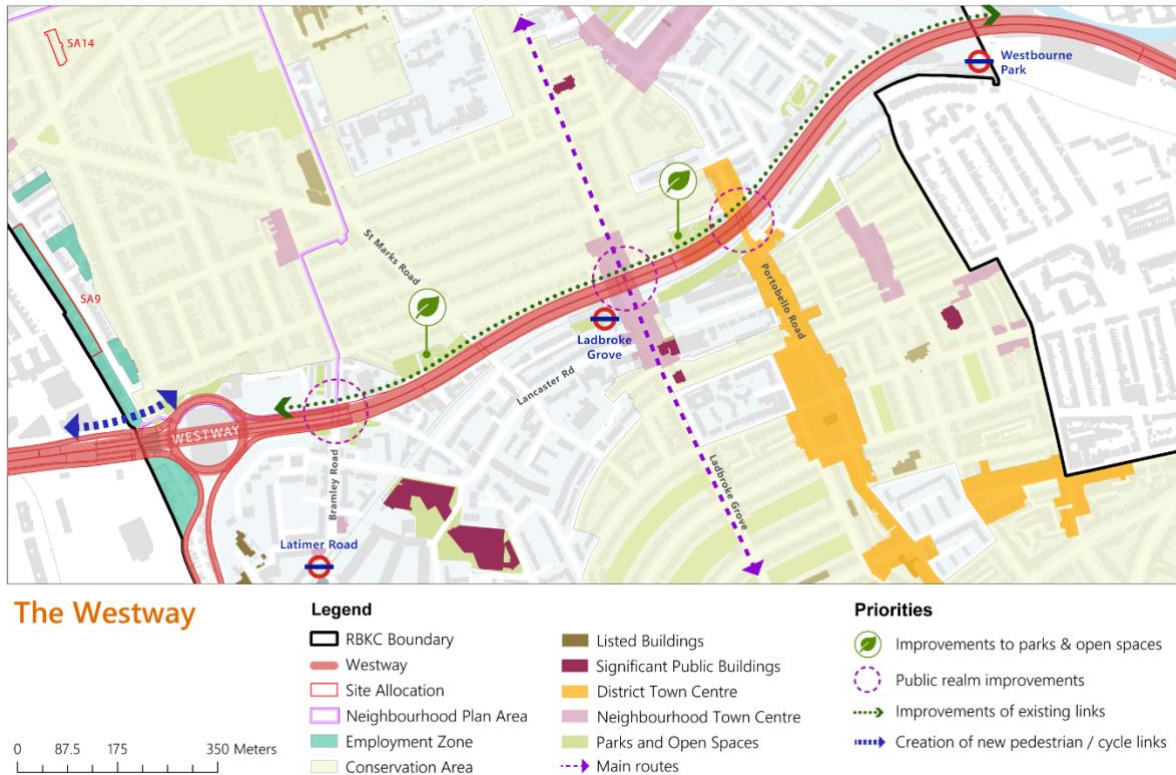 SA14
Westbourne
Park
St Marks Road
SA9
Portobello Road
Ladbroke
Grove
Lancaster Rd
WESTWAY
Bramley Road
Ladbroke Grove
Latimer Road
The Westway
Legend
RBKC Boundary
Westway
Site Allocation
Neighbourhood Plan Area
Employment Zone
Conservation Area
Listed Buildings
Significant Public Buildings
District Town Centre
Neighbourhood Town Centre
Parks and Open Spaces
Main routes
Priorities
Improvements to parks & open spaces
Public realm improvements
Improvements of existing links
Creation of new pedestrian / cycle links
0 87.5 175 350 Meters